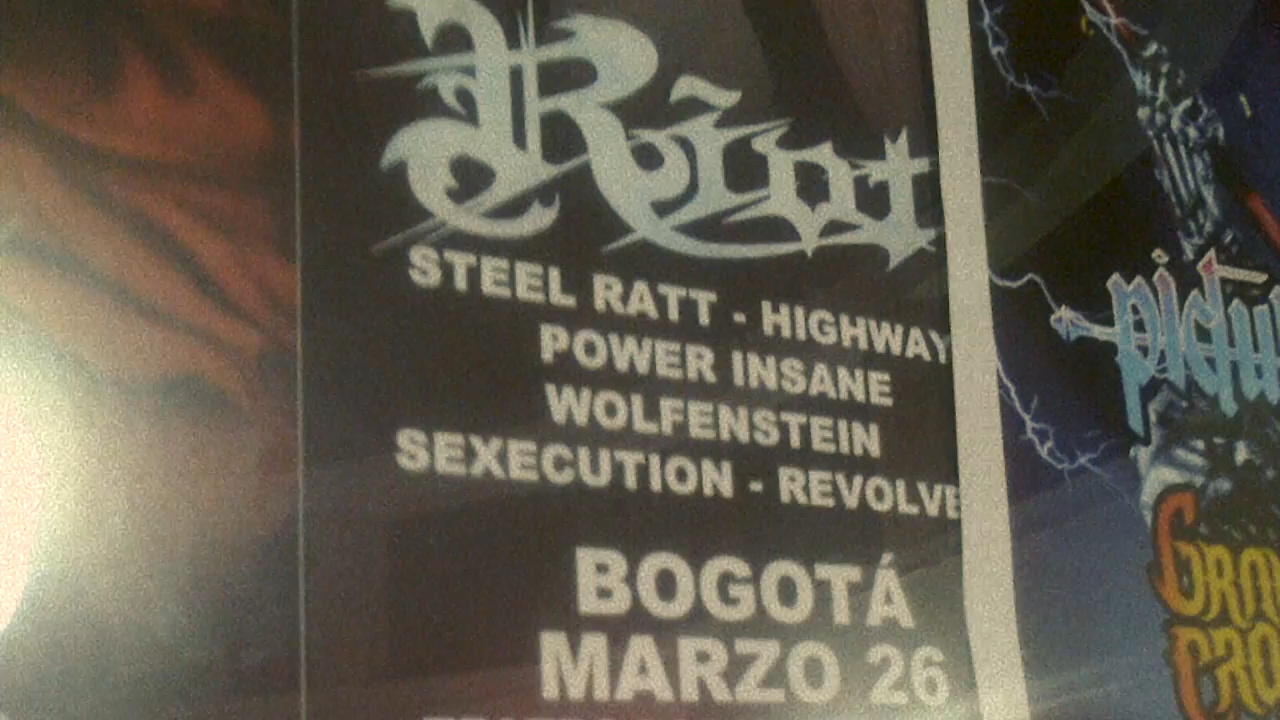 Riot
STEEL RATT - HIGHWAY
POWER INSANE
WOLFENSTEIN
SEXECUTION - REVOLVE
BOGOTÁ
MARZO 26